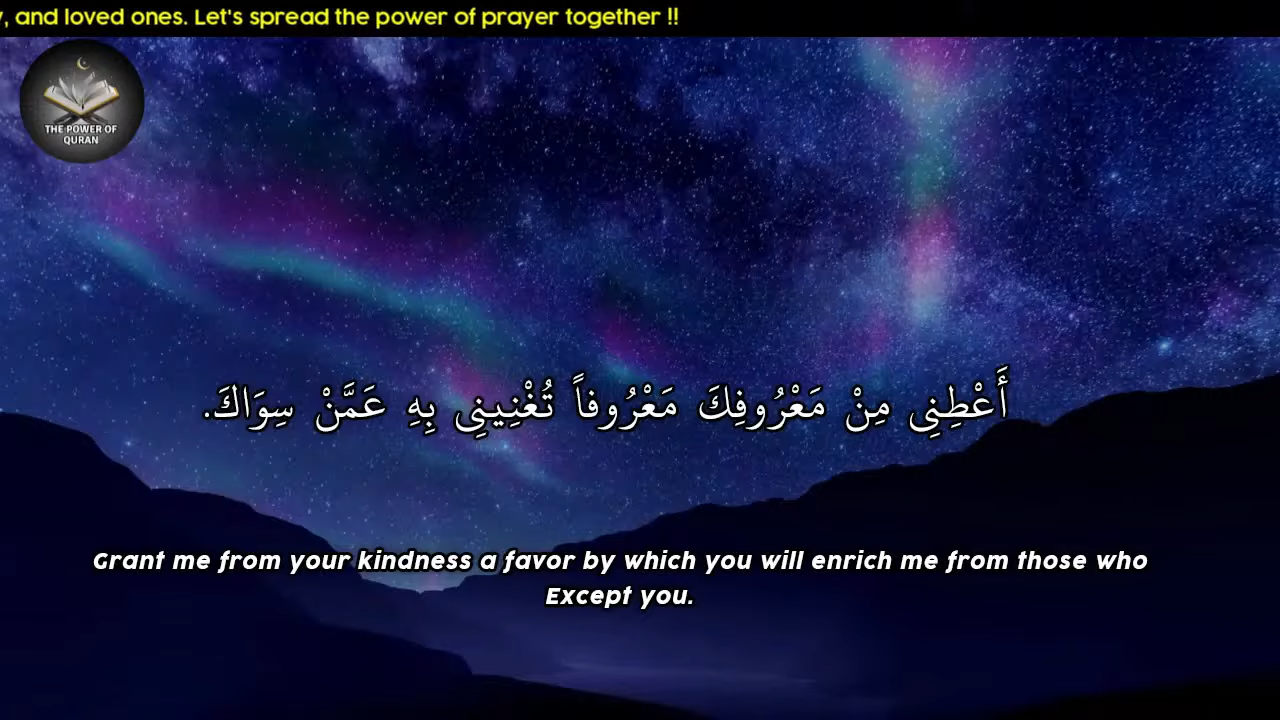 , and loved ones. Let's spread the power of prayer together !!
THE POWER OF
QURAN
أَعْطِنِي مِنْ مَعْرُوفِكَ مَعْرُوفاً تُغْنِينِي بِهِ عَمَّنْ سِوَاكَ.
Grant me from your kindness a favor by which you will enrich me from those who
Except you.